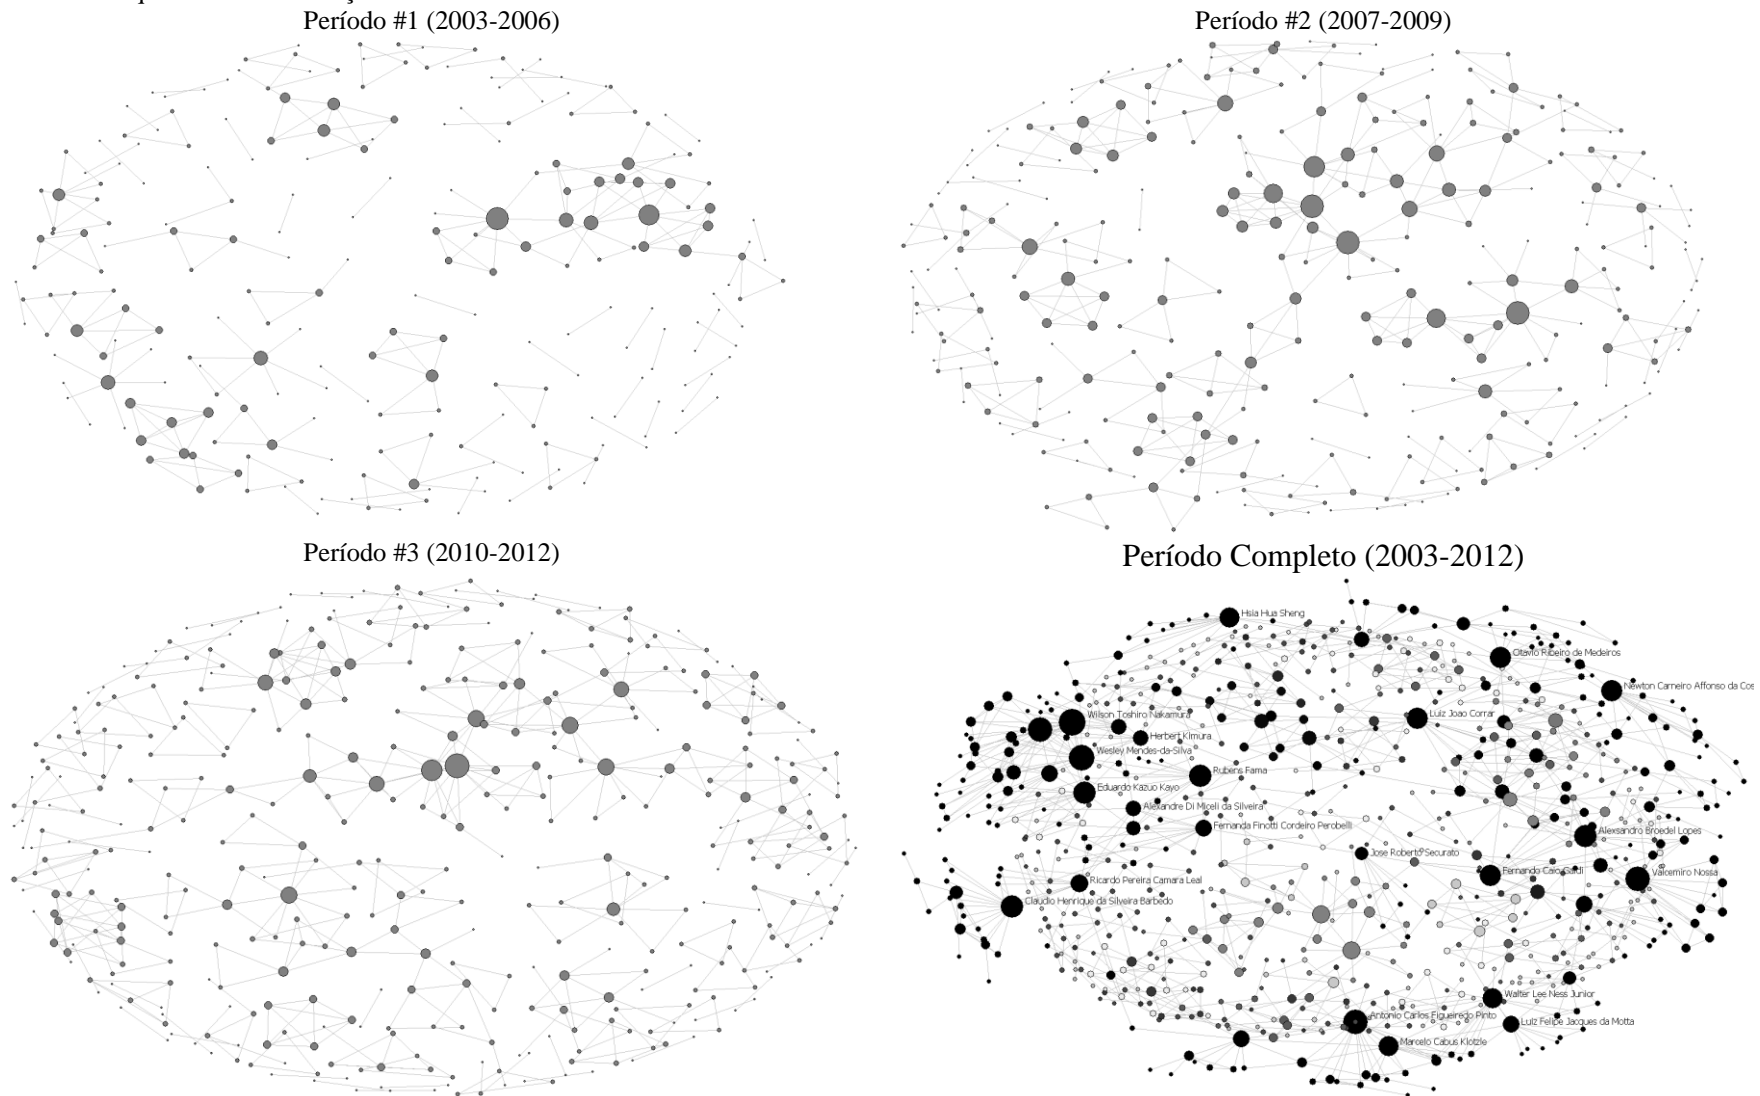 Período #1 (2003-2006)
Período #2 (2007-2009)
Período #3 (2010-2012)
Período Completo (2003-2012)
Hsia Hua Sheng
Otavio Ribeiro de Medeiros
Newton Carneiro Affonso da Cos
Wilson Toshiro Nakamura
Luiz Joao Corrar
Herbert Kimura
Wesley Mendes-da-Silva
Rubens Fama
Eduardo Kazuo Kayo
Alexandre Di Miceli da Silveira
Fernanda Finotti Cordeiro Perobelli
Alexsandro Broedel Lopes
Jose Roberto Securato
Fernando Caio Galdi
Valcemiro Nossa
Ricardo Pereira Camara Leal
Claudio Henrique da Silveira Barbedo
Walter Lee Ness Junior
Antonio Carlos Figueiredo Pinto
Luiz Felipe Jacques da Motta
Marcelo Cabus Klotzle